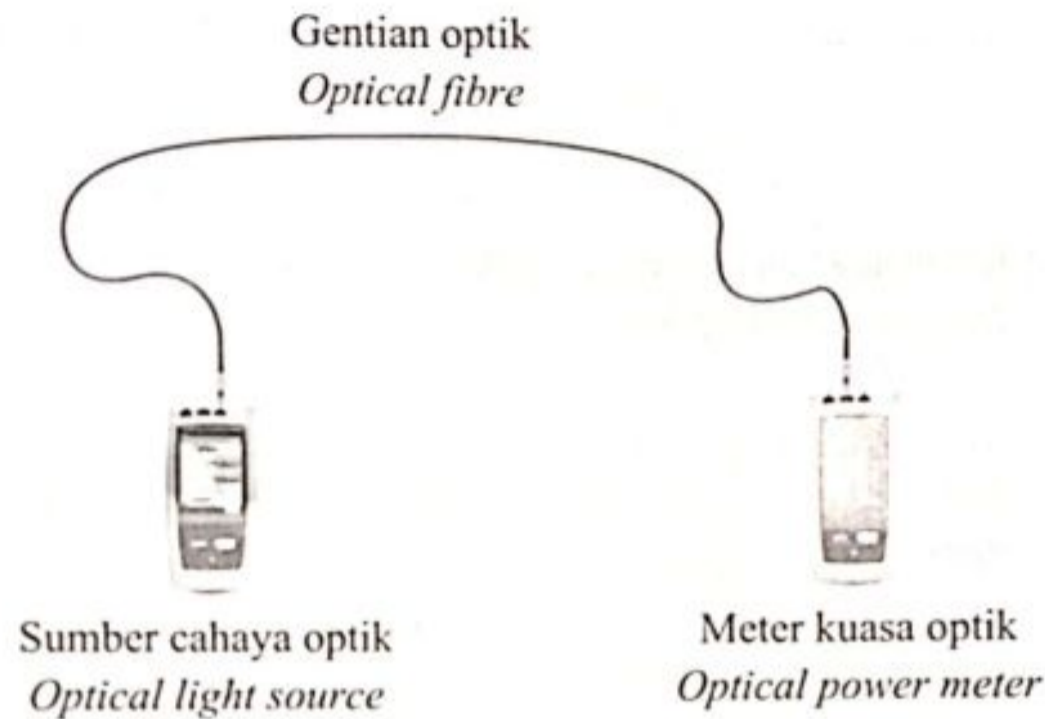 Gentian optik
Optical fibre
Sumber cahaya optik
Optical light source
Meter kuasa optik
Optical power meter